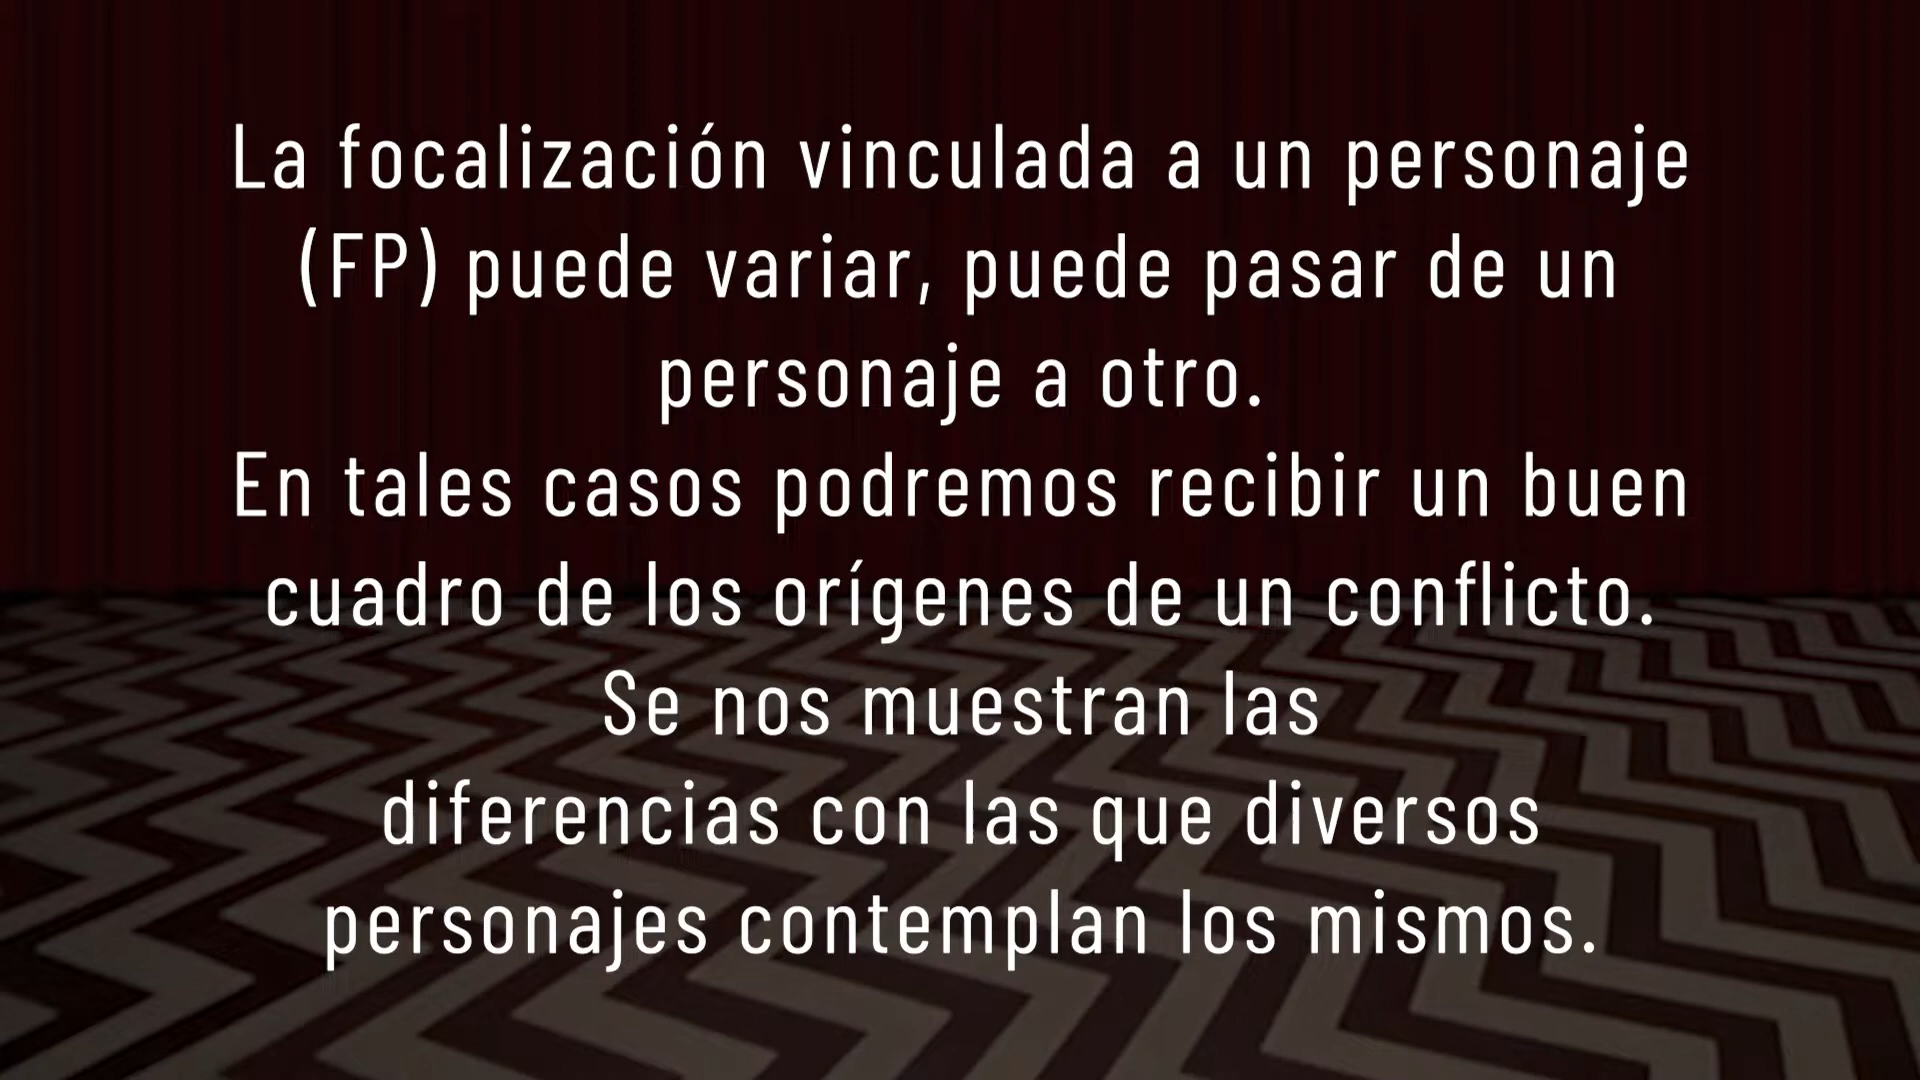 La focalización vinculada a un personaje
(FP) puede variar, puede pasar de un
personaje a otro.
En tales casos podremos recibir un buen
cuadro de los orígenes de un conflicto.
Se nos muestran las
diferencias con las que diversos
personajes contemplan los mismos.